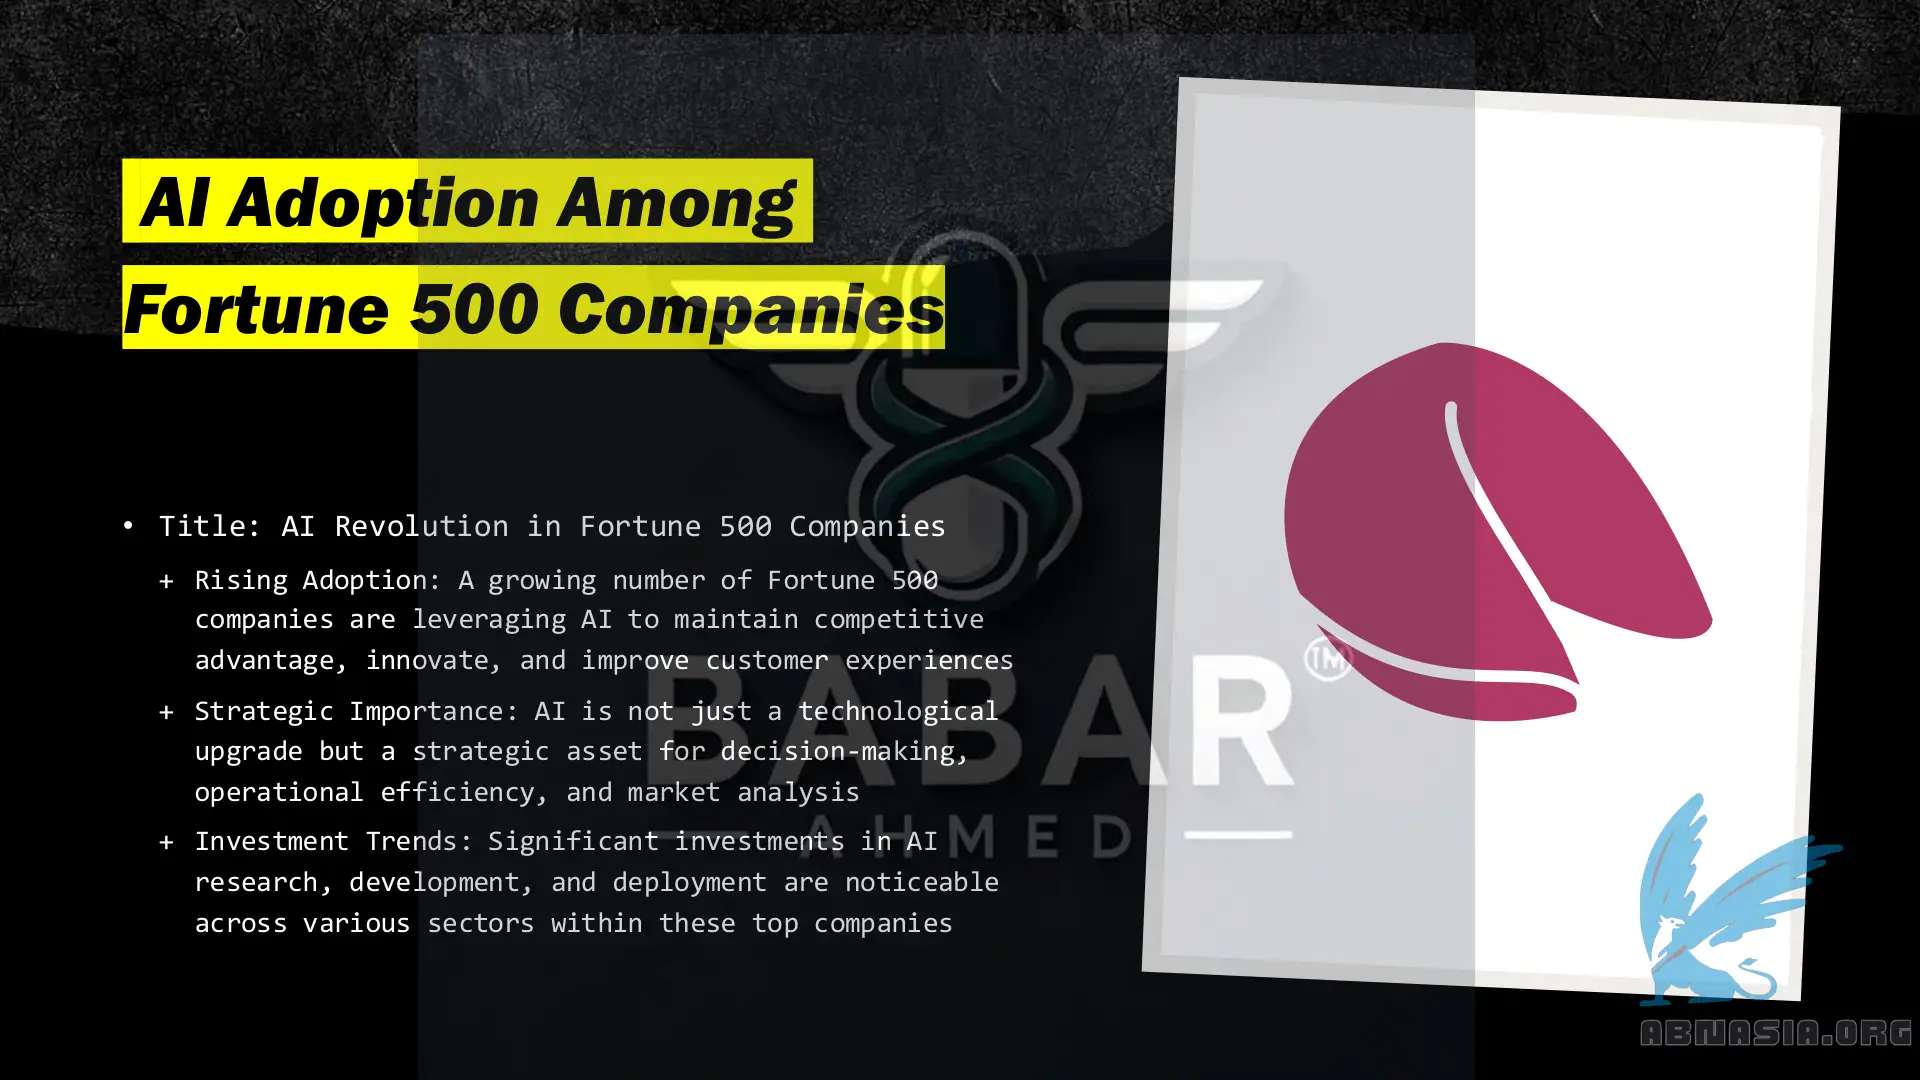 AI Adoption Among
Fortune 500 Companies
• Title: AI Revolution in Fortune 500 Companies
+ Rising Adoption: A growing number of Fortune 500
companies are leveraging AI to maintain competitive
advantage, innovate, and improve customer experiences
+ Strategic Importance: AI is not just a technological
upgrade but a strategic asset for decision-making,
operational efficiency, and market analysis
+ Investment Trends: Significant investments in AI
research, development, and deployment are noticeable
across various sectors within these top companies
BABAR™
AHMED
ABNASIA.ORG